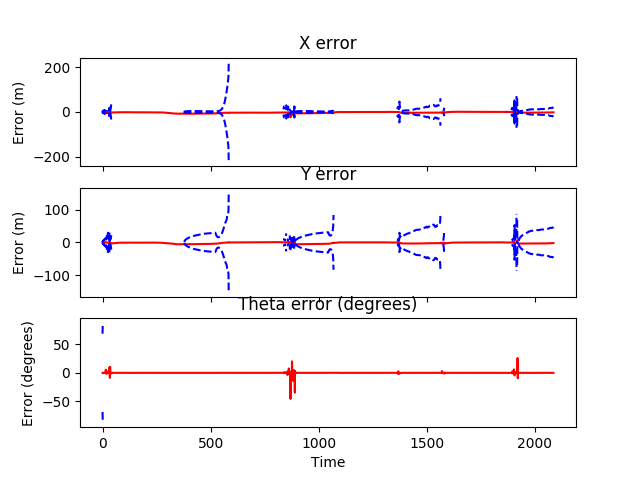 X error
Error (m)
200
0
−200
Y error
Error (m)
100
0
−100
Theta error (degrees)
Error (degrees)
50
0
−50
0
500
1000
1500
2000
Time